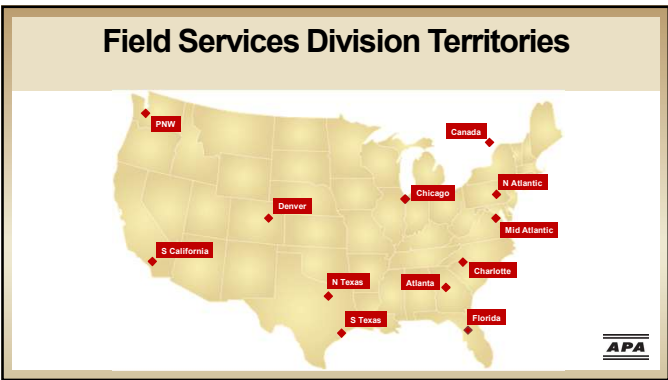 Field Services Division Territories
PNW
Canada
N Atlantic
Chicago
Denver
Mid Atlantic
S California
Charlotte
N Texas
Atlanta
S Texas
Florida
APA